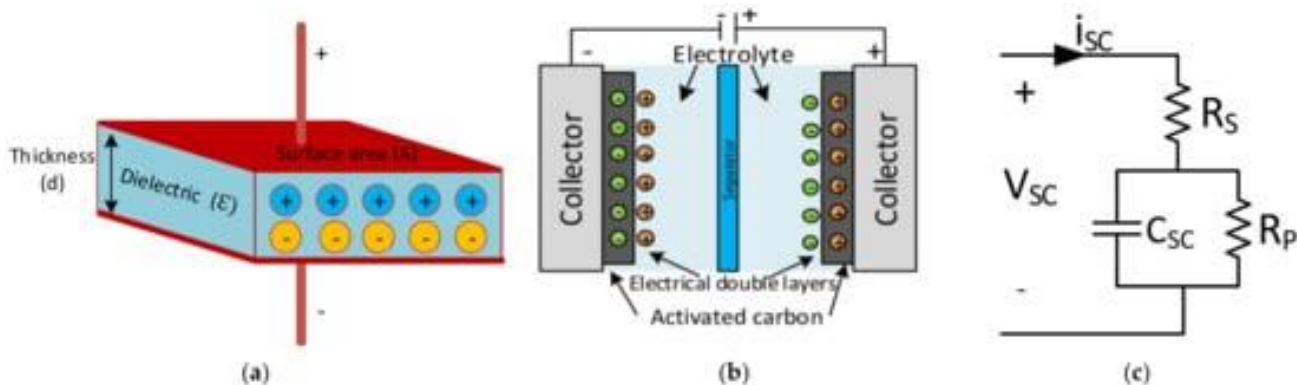 +
Surface area (A)
Thickness
(d)
Dielectric (ε)
+ + + + +
- - - - -
-
(a)
- +
- Electrolyte +
Collector
Separator
Collector
Electrical double layers
Activated carbon
(b)
iSC
+
RS
VSC
CSC
RP
-
(c)